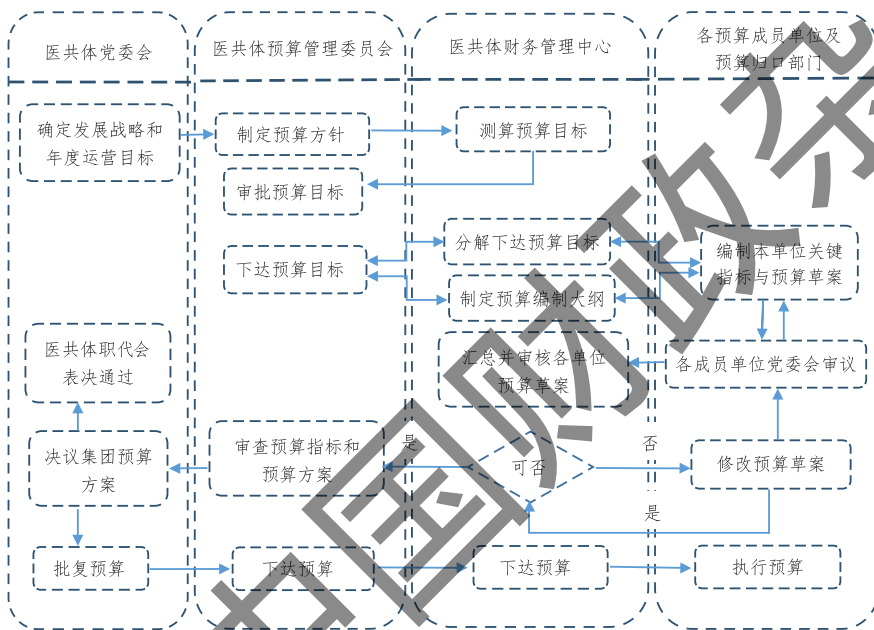 医共体党委会
医共体预算管理委员会
医共体财务管理中心
各预算成员单位及
预算归口部门
确定发展战略和
年度运营目标
制定预算方针
测算预算目标
审批预算目标
下达预算目标
分解下达预算目标
制定预算编制大纲
编制本单位关键
指标与预算草案
医共体职代会
表决通过
汇总并审核各单位
预算草案
各成员单位党委会审议
决议集团预算
方案
审查预算指标和
预算方案
是
可否
否
修改预算草案
是
批复预算
下达预算
下达预算
执行预算
中国财政杂